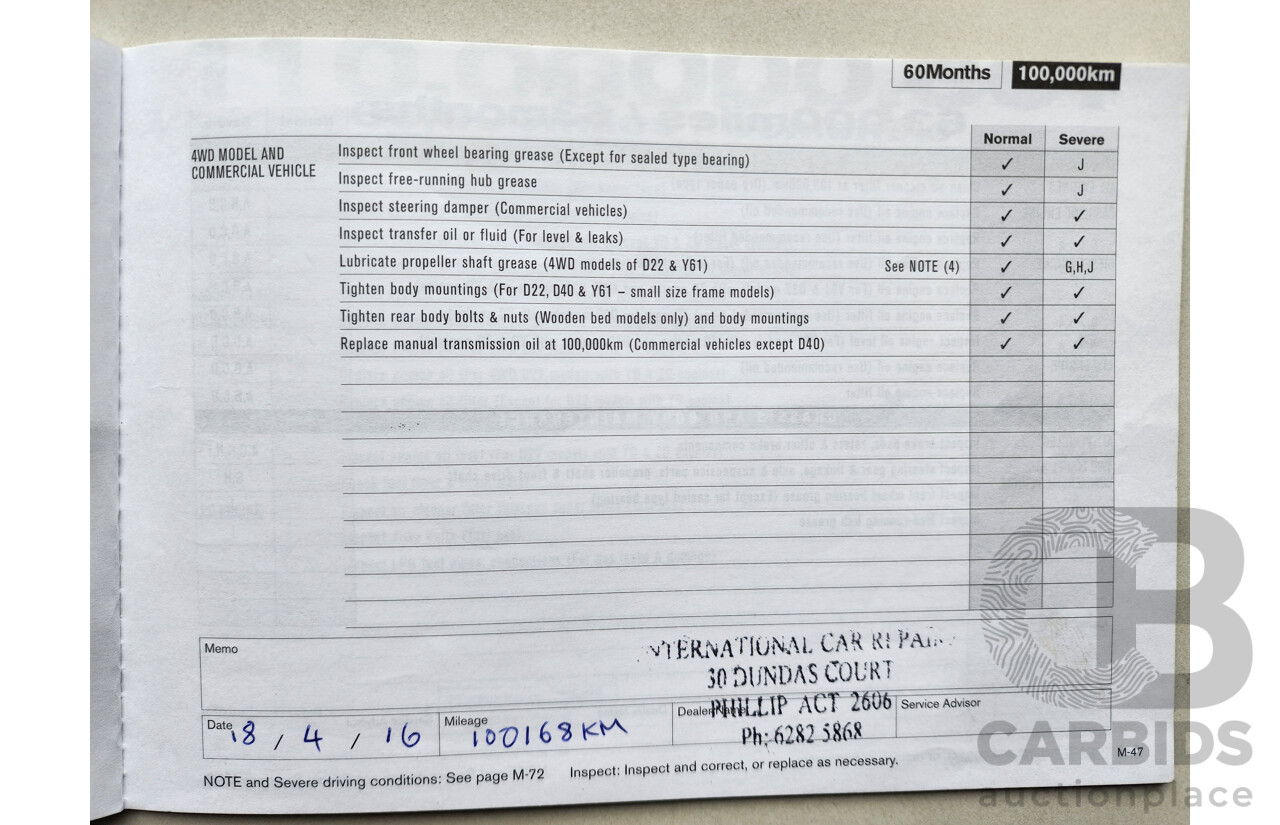 60Months 100,000km
Normal Severe
4WD MODEL AND
COMMERCIAL VEHICLE
Inspect front wheel bearing grease (Except for sealed type bearing) ✓ J
Inspect free-running hub grease ✓ J
Inspect steering damper (Commercial vehicles) ✓ ✓
Inspect transfer oil or fluid (For level & leaks) ✓ ✓
Lubricate propeller shaft grease (4WD models of D22 & Y61) See NOTE (4) ✓ G,H,J
Tighten body mountings (For D22, D40 & Y61 – small size frame models) ✓ ✓
Tighten rear body bolts & nuts (Wooden bed models only) and body mountings ✓ ✓
Replace manual transmission oil at 100,000km (Commercial vehicles except D40) ✓ ✓
Memo
NTERNATIONAL CAR REPAIR
30 DUNDAS COURT
PHILLIP ACT 2606
Ph: 6282 5868
Date 18 / 4 / 16
Mileage 100168KM
Dealer Name
Service Advisor
NOTE and Severe driving conditions: See page M-72 Inspect: Inspect and correct, or replace as necessary.
M-47
CB
CARBIDS
auctionplace